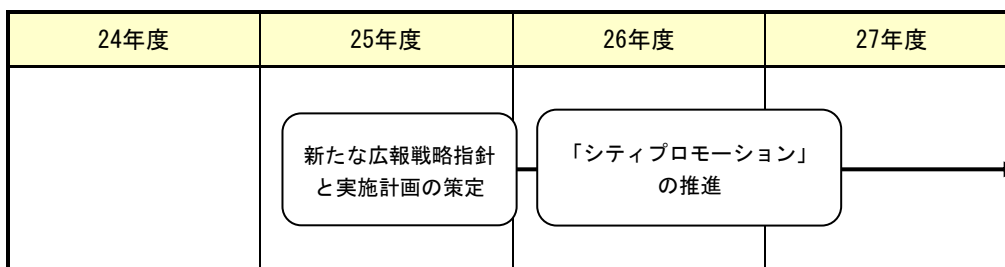 24年度
25年度
26年度
27年度
新たな広報戦略指針
と実施計画の策定
「シティプロモーション」
の推進